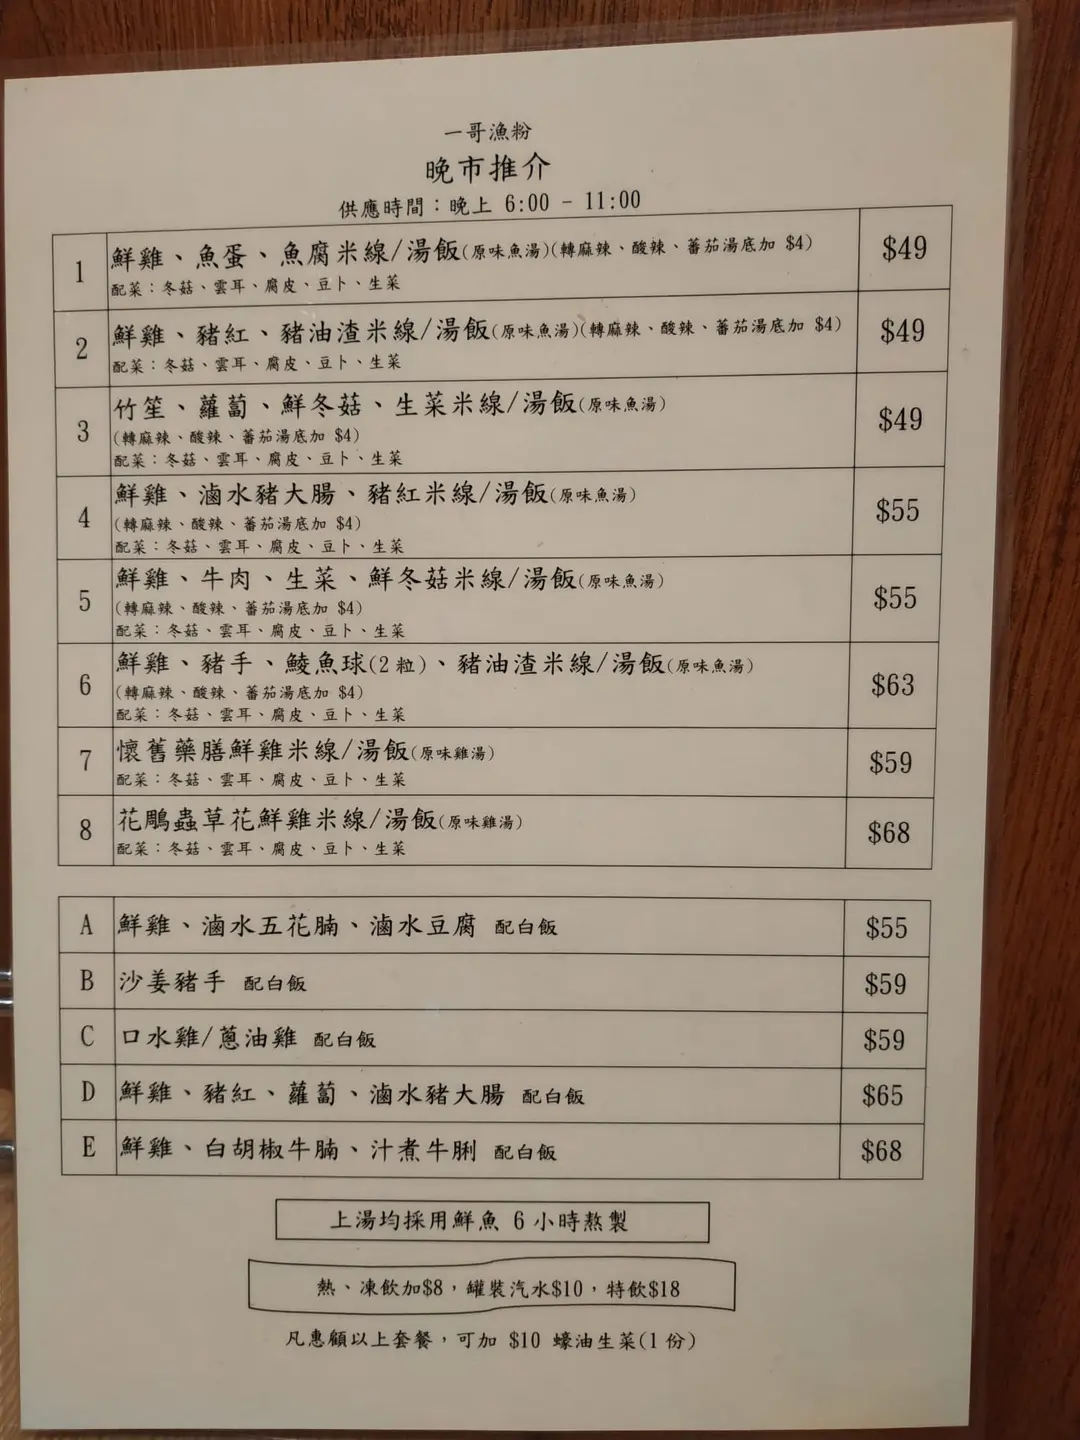 一哥漁粉
晚市推介
供應時間：晚上 6:00 - 11:00
1 鮮雞、魚蛋、魚腐米線/湯飯(原味魚湯)(轉麻辣、酸辣、蕃茄湯底加 $4) $49
配菜：冬菇、雲耳、腐皮、豆卜、生菜
2 鮮雞、豬紅、豬油渣米線/湯飯(原味魚湯)(轉麻辣、酸辣、蕃茄湯底加 $4) $49
配菜：冬菇、雲耳、腐皮、豆卜、生菜
3 竹笙、蘿蔔、鮮冬菇、生菜米線/湯飯(原味魚湯) $49
(轉麻辣、酸辣、蕃茄湯底加 $4)
配菜：冬菇、雲耳、腐皮、豆卜、生菜
4 鮮雞、滷水豬大腸、豬紅米線/湯飯(原味魚湯) $55
(轉麻辣、酸辣、蕃茄湯底加 $4)
配菜：冬菇、雲耳、腐皮、豆卜、生菜
5 鮮雞、牛肉、生菜、鮮冬菇米線/湯飯(原味魚湯) $55
(轉麻辣、酸辣、蕃茄湯底加 $4)
配菜：冬菇、雲耳、腐皮、豆卜、生菜
6 鮮雞、豬手、鯪魚球(2 粒)、豬油渣米線/湯飯(原味魚湯) $63
(轉麻辣、酸辣、蕃茄湯底加 $4)
配菜：冬菇、雲耳、腐皮、豆卜、生菜
7 懷舊藥膳鮮雞米線/湯飯(原味雞湯) $59
配菜：冬菇、雲耳、腐皮、豆卜、生菜
8 花鵰蟲草花鮮雞米線/湯飯(原味雞湯) $68
配菜：冬菇、雲耳、腐皮、豆卜、生菜
A 鮮雞、滷水五花腩、滷水豆腐 配白飯 $55
B 沙姜豬手 配白飯 $59
C 口水雞/蔥油雞 配白飯 $59
D 鮮雞、豬紅、蘿蔔、滷水豬大腸 配白飯 $65
E 鮮雞、白胡椒牛腩、汁煮牛脷 配白飯 $68
上湯均採用鮮魚 6 小時熬製
熱、凍飲加$8，罐裝汽水$10，特飲$18
凡惠顧以上套餐，可加 $10 蠔油生菜(1 份)